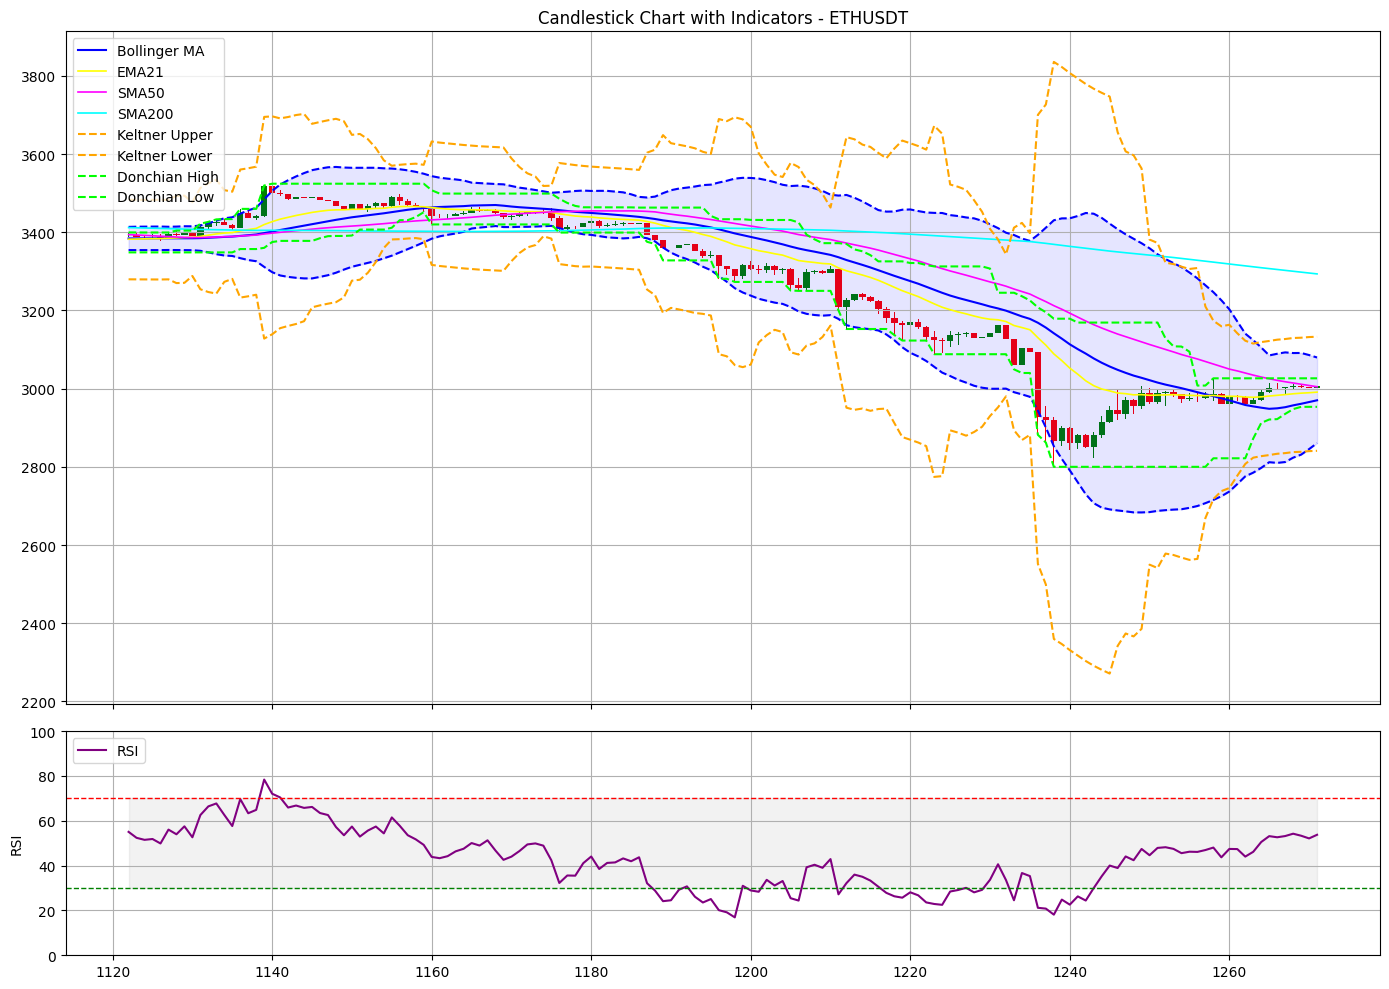 Candlestick Chart with Indicators - ETHUSDT
Bollinger MA
EMA21
SMA50
SMA200
Keltner Upper
Keltner Lower
Donchian High
Donchian Low
3800
3600
3400
3200
3000
2800
2600
2400
2200
RSI
100
80
60
40
20
0
RSI
1120 1140 1160 1180 1200 1220 1240 1260